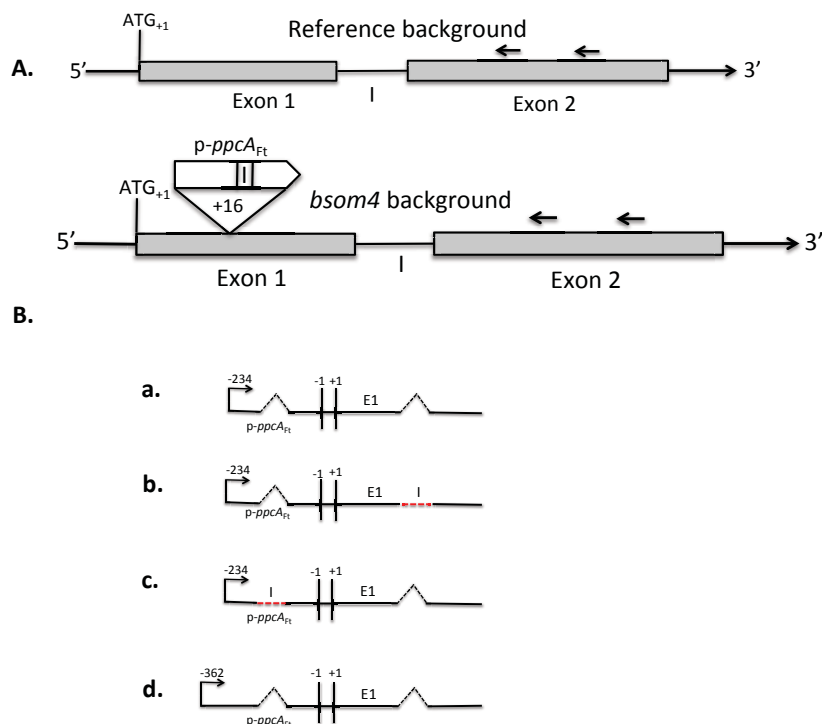 Reference background
ATG+1
A.
5’
3’
Exon 1
I
Exon 2
p-ppcAFt
I
ATG+1
+16
bsom4 background
5’
3’
Exon 1
I
Exon 2
B.
a.
-234
-1 +1
E1
p-ppcAFt
b.
-234
-1 +1
E1
I
p-ppcAFt
c.
-234
I
-1 +1
E1
p-ppcAFt
d.
-362
-1 +1
E1
p-ppcAFt